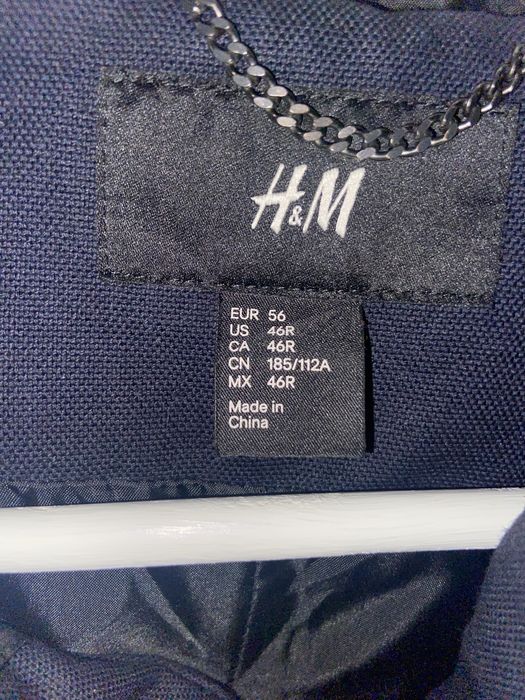 H&M
EUR 56
US 46R
CA 46R
CN 185/112A
MX 46R
Made in
China